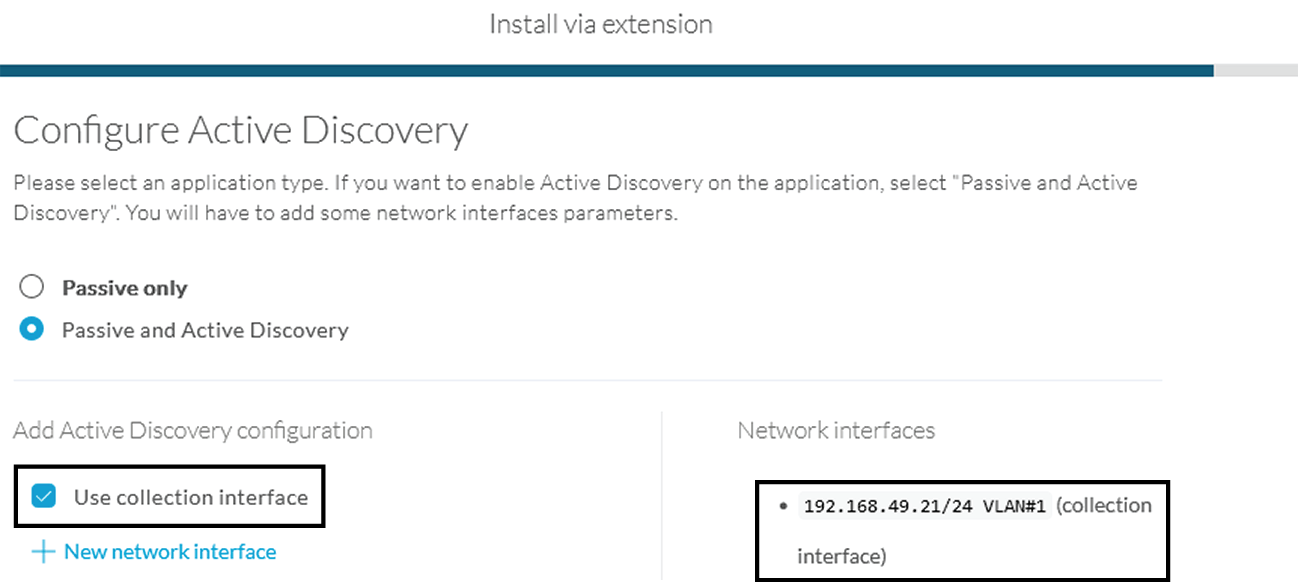 Install via extension
Configure Active Discovery
Please select an application type. If you want to enable Active Discovery on the application, select "Passive and Active
Discovery". You will have to add some network interfaces parameters.
Passive only
Passive and Active Discovery
Add Active Discovery configuration
Use collection interface
New network interface
Network interfaces
192.168.49.21/24 VLAN#1 (collection
interface)